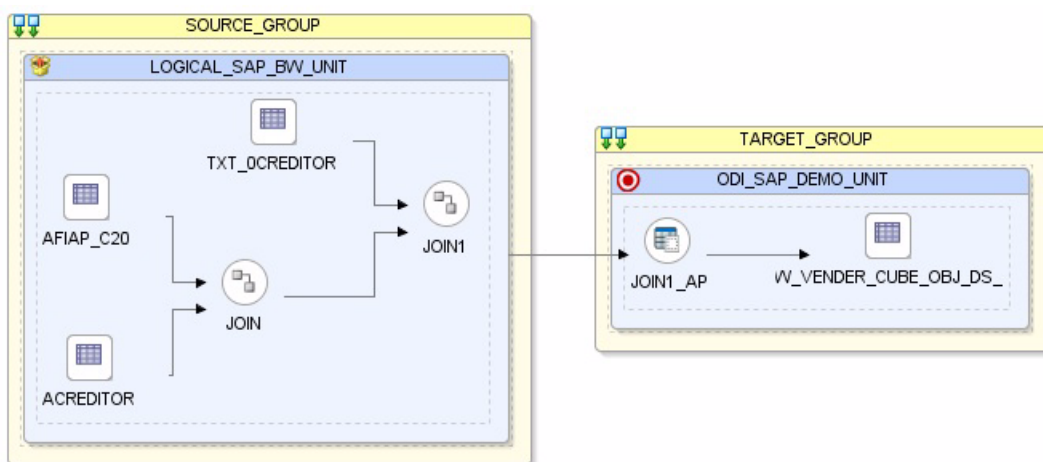 SOURCE_GROUP
LOGICAL_SAP_BW_UNIT
TXT_0CREDITOR
AFIAP_C20
JOIN1
JOIN
ACREDITOR
TARGET_GROUP
ODI_SAP_DEMO_UNIT
JOIN1_AP
W_VENDER_CUBE_OBJ_DS_